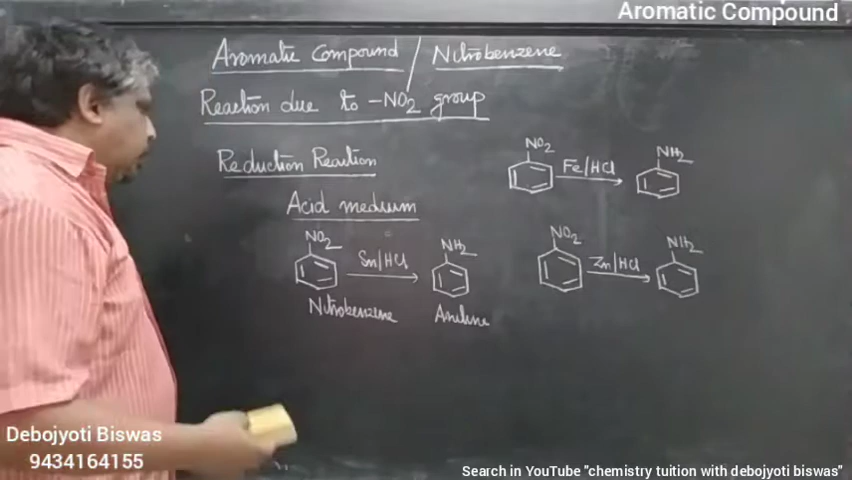 Aromatic Compound
Aromatic Compound / Nitrobenzene
Reaction due to -NO2 group
Reduction Reaction
NO2 Fe/HCl NH2
Acid medium
NO2 Sn/HCl NH2
Nitrobenzene Aniline
NO2 Zn/HCl NH2
Debojyoti Biswas
9434164155
Search in YouTube "chemistry tuition with debojyoti biswas"